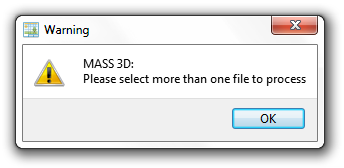 Warning
MASS 3D:
Please select more than one file to process
OK